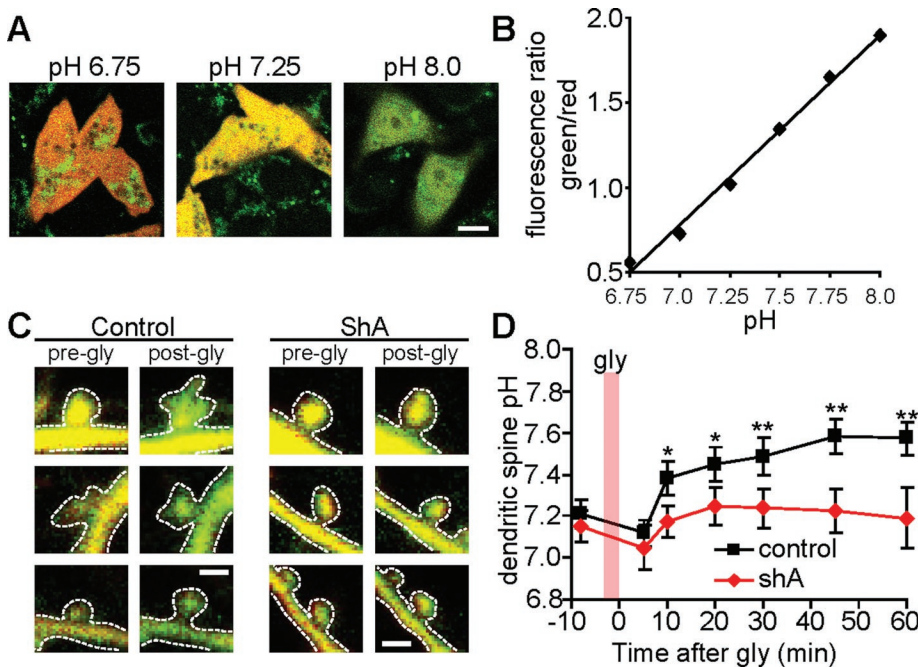 A
pH 6.75 pH 7.25 pH 8.0
B
fluorescence ratio
green/red
2.0
1.5
1.0
0.5
6.75 7.0 7.25 7.5 7.75 8.0
pH
C
Control ShA
pre-gly post-gly pre-gly post-gly
D
dendritic spine pH
8.0
7.8
7.6
7.4
7.2
7.0
6.8
gly
* * ** ** **
control
shA
-10 0 10 20 30 40 50 60
Time after gly (min)